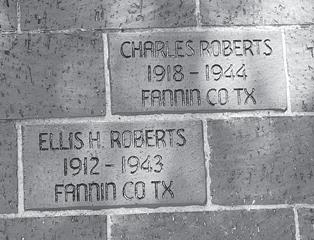 CHARLES ROBERTS
1918 - 1944
FANNIN CO TX
ELLIS H. ROBERTS
1912 - 1943
FANNIN CO TX